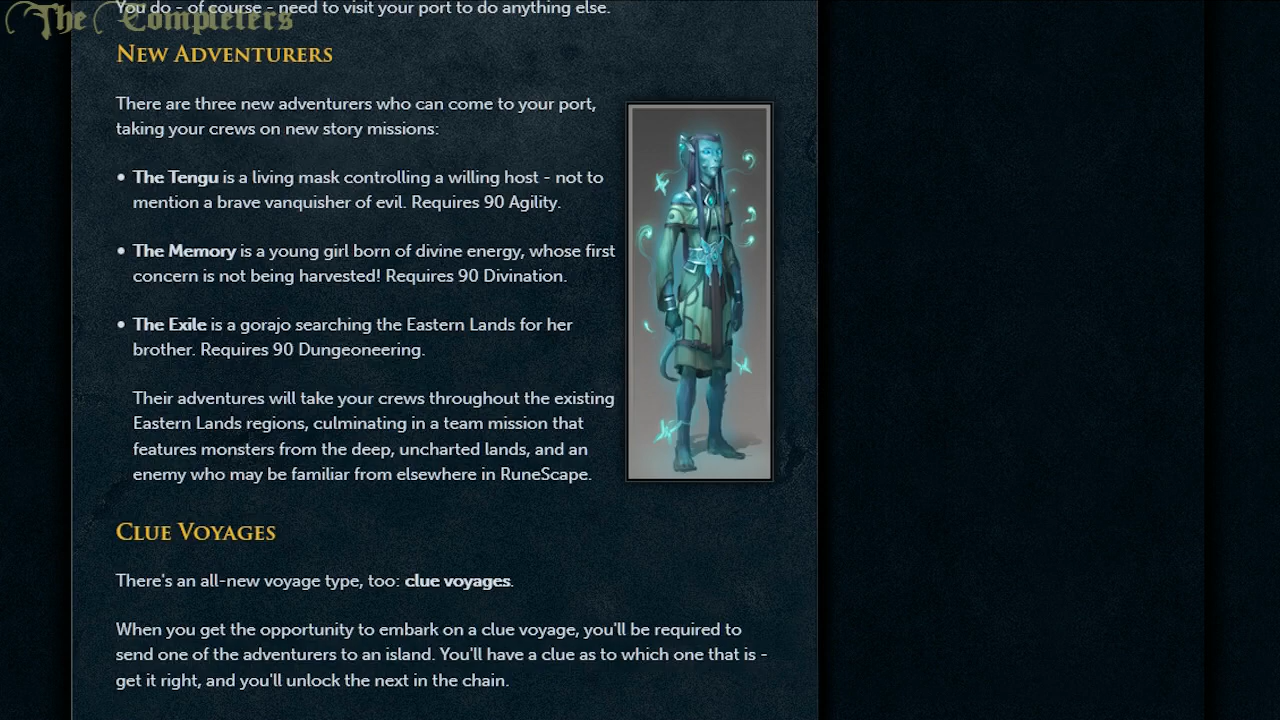 The Completers
You do - of course - need to visit your port to do anything else.
New Adventurers
There are three new adventurers who can come to your port,
taking your crews on new story missions:
• The Tengu is a living mask controlling a willing host - not to
mention a brave vanquisher of evil. Requires 90 Agility.
• The Memory is a young girl born of divine energy, whose first
concern is not being harvested! Requires 90 Divination.
• The Exile is a gorajo searching the Eastern Lands for her
brother. Requires 90 Dungeoneering.
Their adventures will take your crews throughout the existing
Eastern Lands regions, culminating in a team mission that
features monsters from the deep, uncharted lands, and an
enemy who may be familiar from elsewhere in RuneScape.
Clue Voyages
There's an all-new voyage type, too: clue voyages.
When you get the opportunity to embark on a clue voyage, you'll be required to
send one of the adventurers to an island. You'll have a clue as to which one that is -
get it right, and you'll unlock the next in the chain.